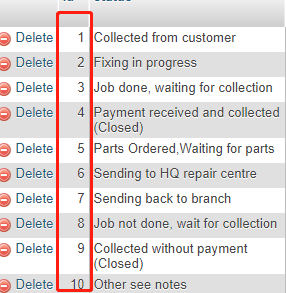 Delete 1 Collected from customer
Delete 2 Fixing in progress
Delete 3 Job done, waiting for collection
Delete 4 Payment received and collected
(Closed)
Delete 5 Parts Ordered,Waiting for parts
Delete 6 Sending to HQ repair centre
Delete 7 Sending back to branch
Delete 8 Job not done, wait for collection
Delete 9 Collected without payment
(Closed)
Delete 10 Other see notes